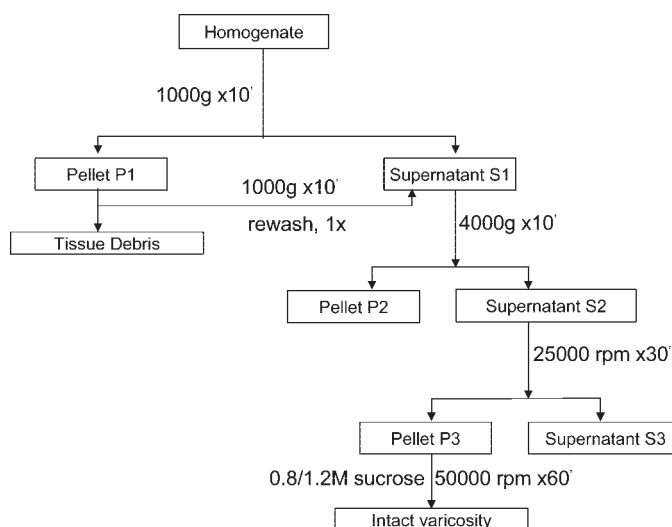 Homogenate
1000g x10'
Pellet P1
Supernatant S1
1000g x10'
rewash, 1x
Tissue Debris
4000g x10'
Pellet P2
Supernatant S2
25000 rpm x30'
Pellet P3
Supernatant S3
0.8/1.2M sucrose 50000 rpm x60'
Intact varicosity